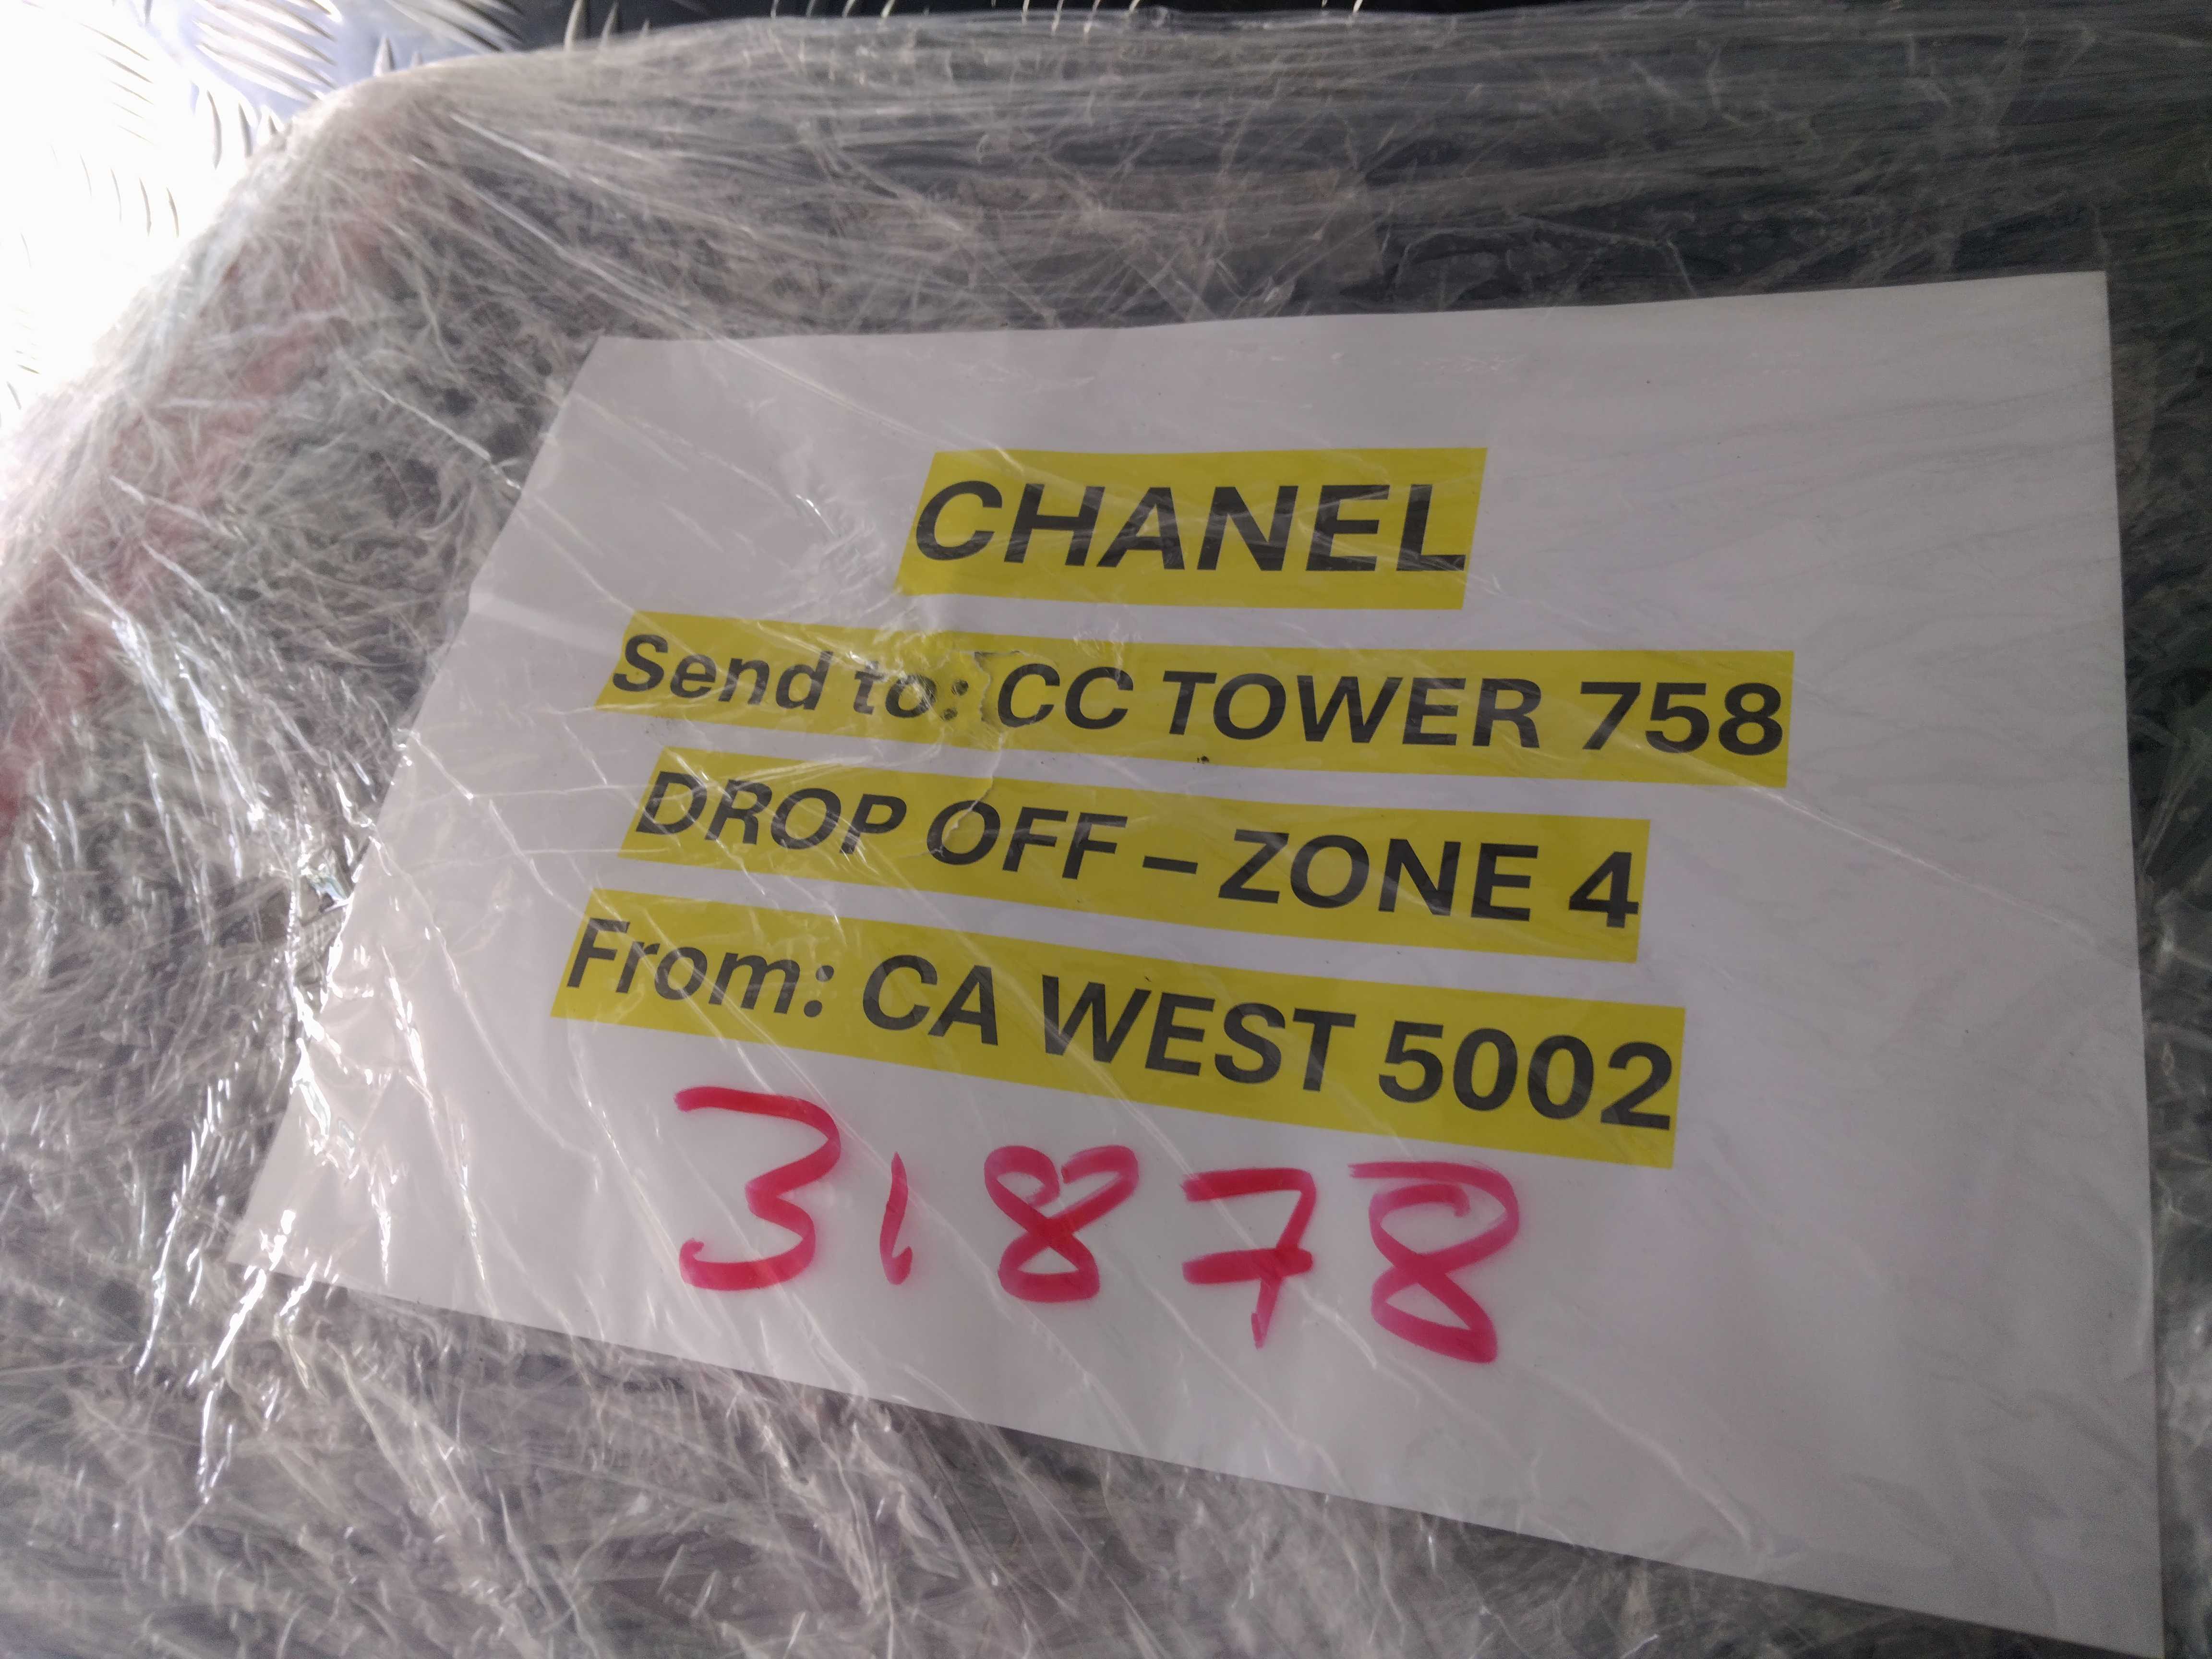 CHANEL
Send to: CC TOWER 758
DROP OFF – ZONE 4
From: CA WEST 5002
31878